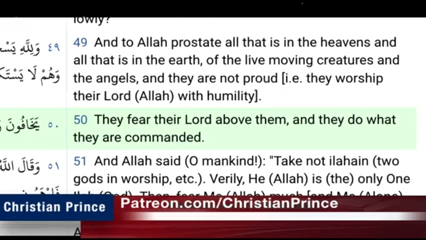 lowly?
٤٩
49 And to Allah prostrate all that is in the heavens and
all that is in the earth, of the live moving creatures and
the angels, and they are not proud [i.e. they worship
their Lord (Allah) with humility].
٥٠
50 They fear their Lord above them, and they do what
they are commanded.
٥١
51 And Allah said (O mankind!): "Take not ilahain (two
gods in worship, etc.). Verily, He (Allah) is (the) only One
Christian Prince
Patreon.com/ChristianPrince